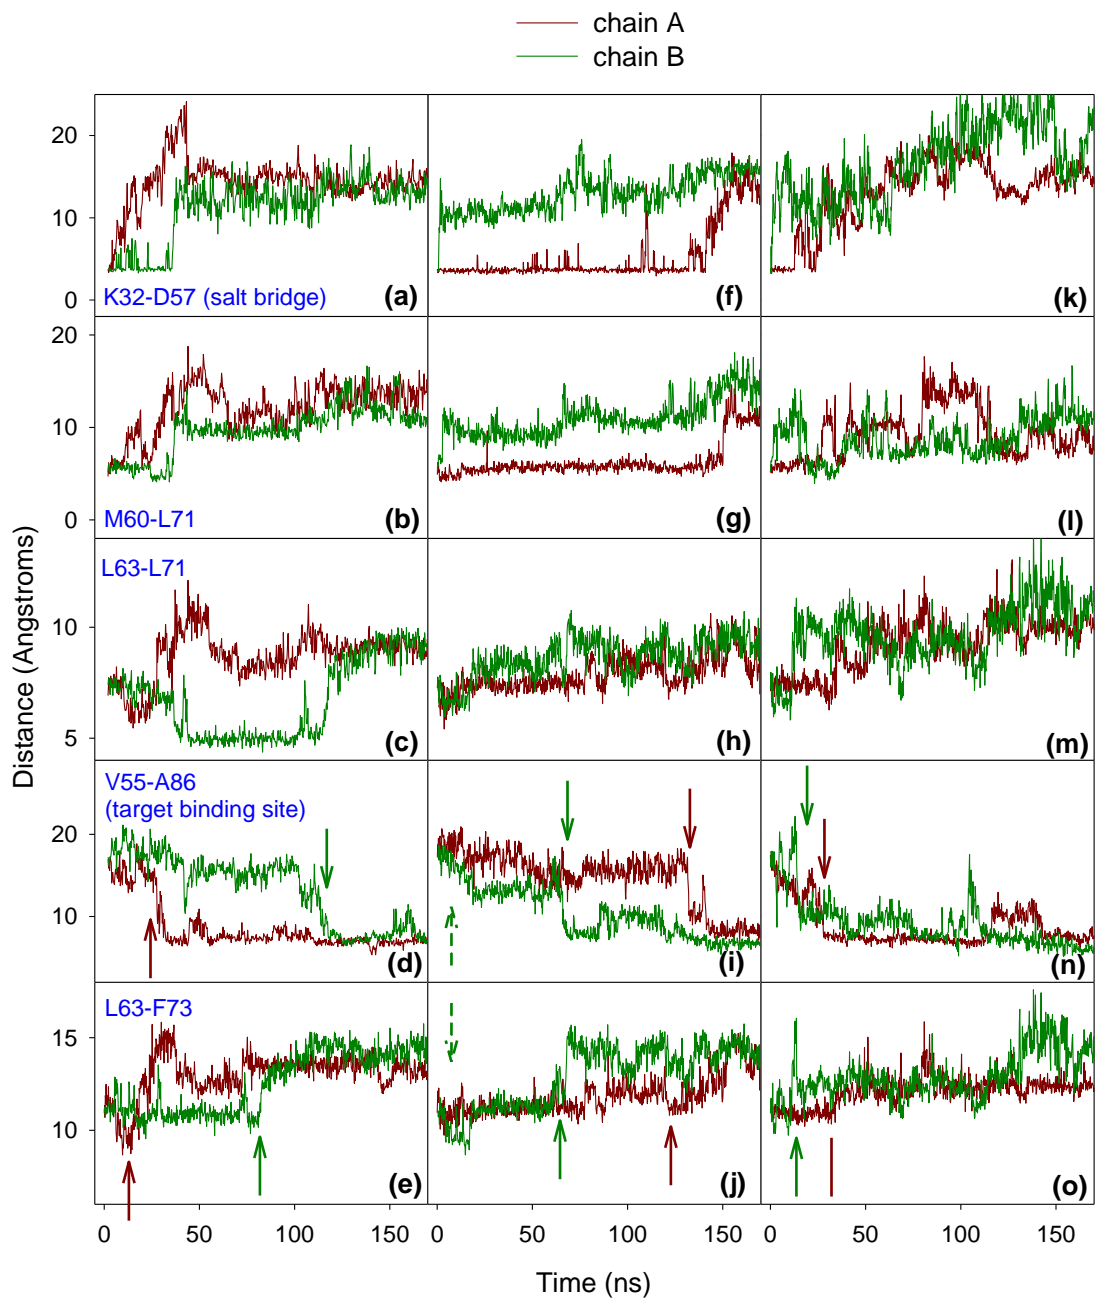 chain A
chain B
20
10
0
K32-D57 (salt bridge)
(a)
(f)
(k)
20
10
0
M60-L71
(b)
(g)
(l)
L63-L71
10
5
(c)
(h)
(m)
V55-A86
(target binding site)
20
10
(d)
(i)
(n)
L63-F73
15
10
(e)
(j)
(o)
0 50 100 0 50 100 150 0 50 100 150
Distance (Angstroms)
Time (ns)